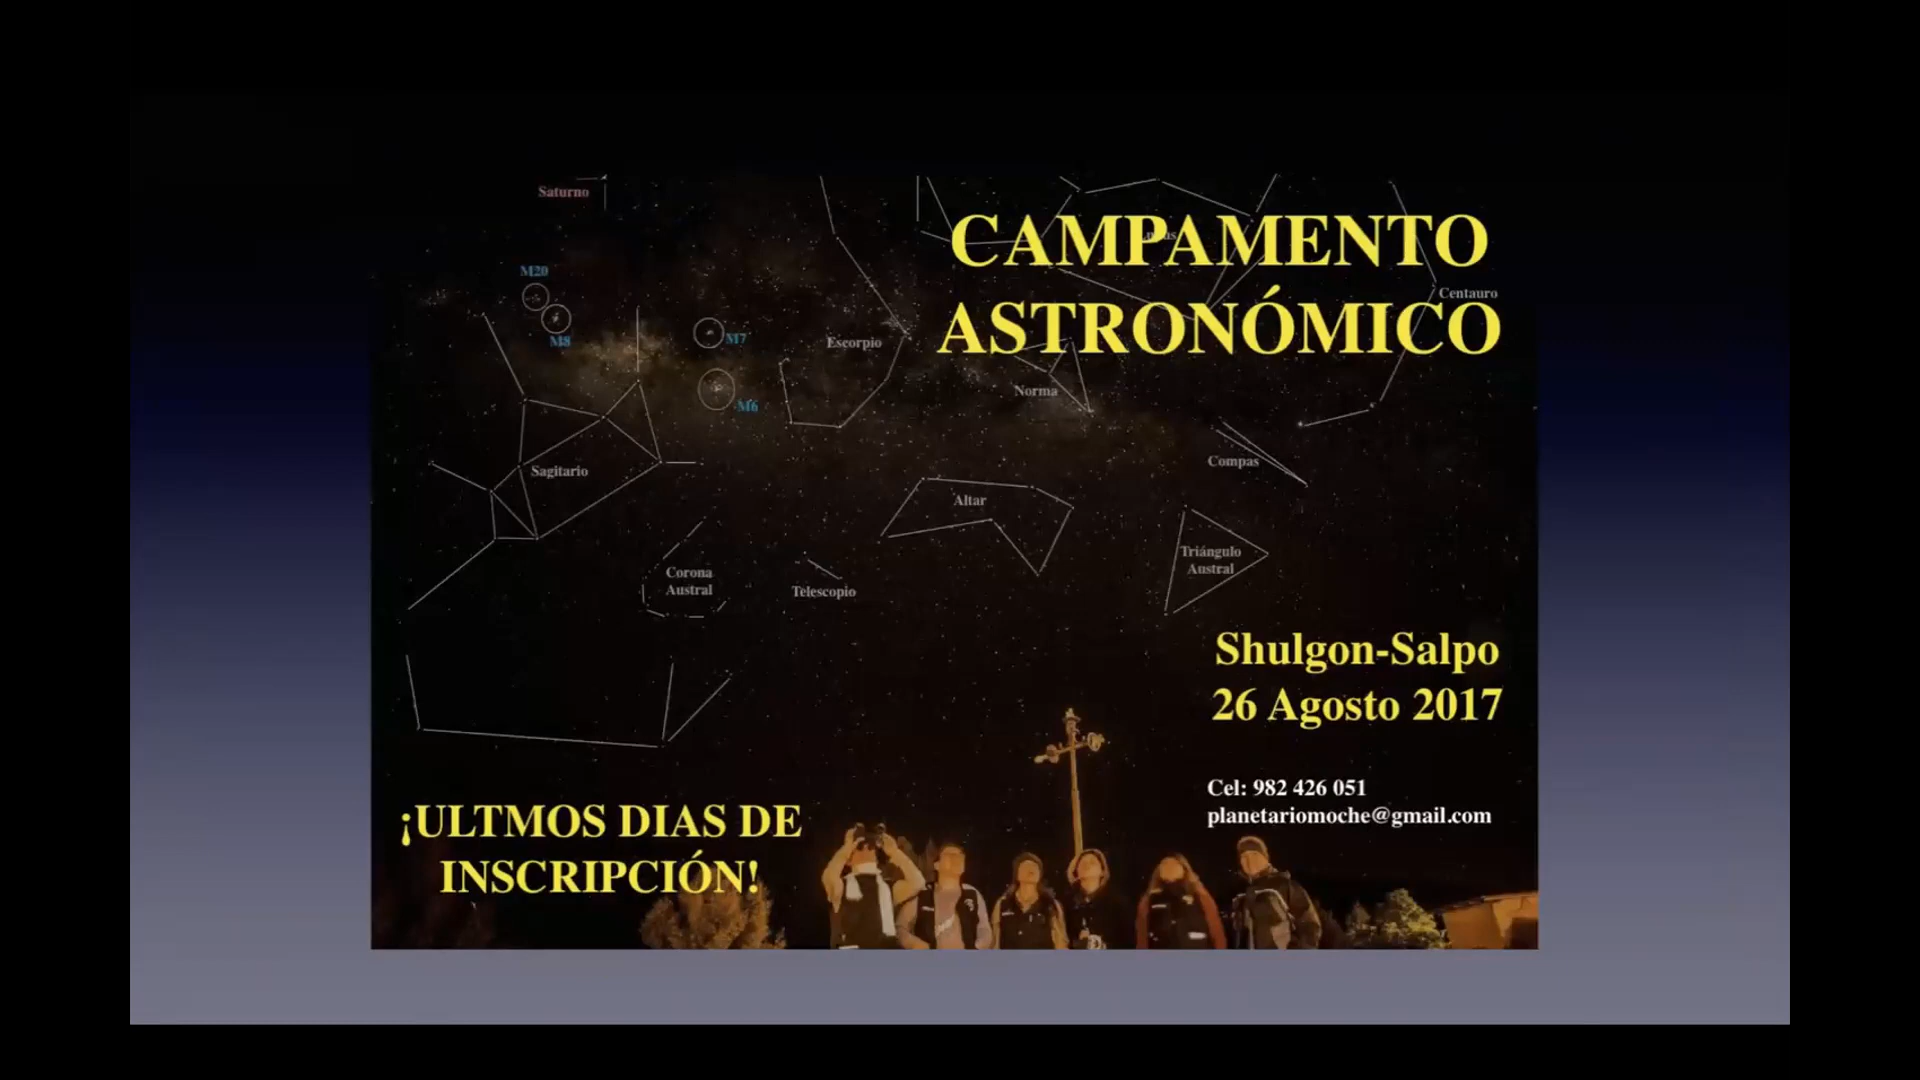 Saturno
CAMPAMENTO
ASTRONÓMICO
M20
Centauro
M8
M7
Escorpio
Norma
M6
Compas
Sagitario
Altar
Triángulo
Austral
Corona
Austral
Telescopio
Shulgon-Salpo
26 Agosto 2017
Cel: 982 426 051
planetariomoche@gmail.com
¡ULTMOS DIAS DE
INSCRIPCIÓN!